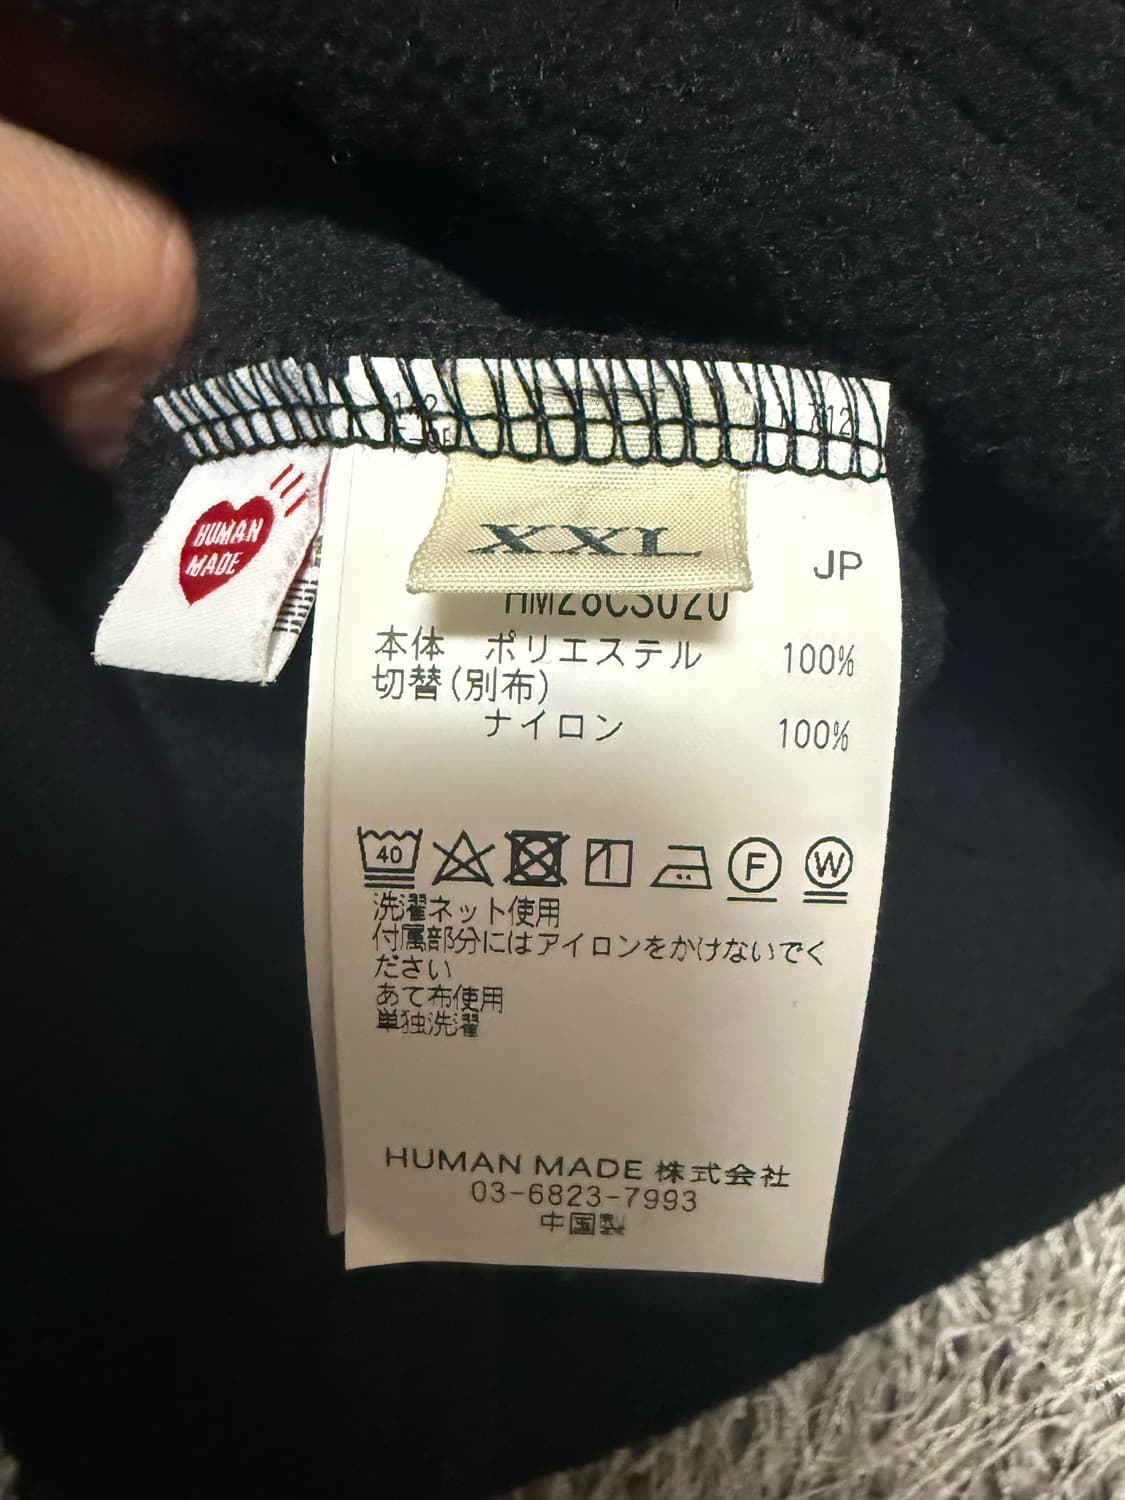 HUMAN
MADE
XXL
JP
HM28CS020
本体 ポリエステル 100%
切替(別布)
ナイロン 100%
40
F
W
洗濯ネット使用
付属部分にはアイロンをかけないでく
ださい
あて布使用
単独洗濯
HUMAN MADE 株式会社
03-6823-7993
中国製